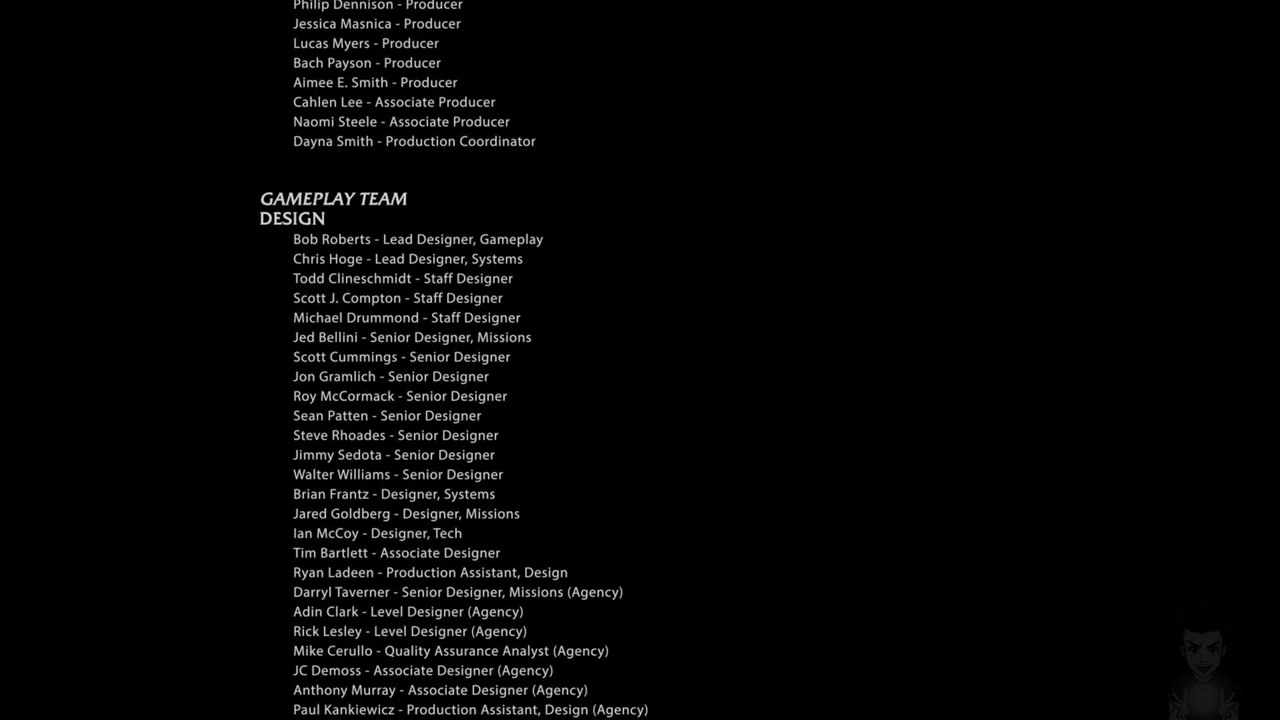 Philip Dennison - Producer
Jessica Masnica - Producer
Lucas Myers - Producer
Bach Payson - Producer
Aimee E. Smith - Producer
Cahlen Lee - Associate Producer
Naomi Steele - Associate Producer
Dayna Smith - Production Coordinator
GAMEPLAY TEAM
DESIGN
Bob Roberts - Lead Designer, Gameplay
Chris Hoge - Lead Designer, Systems
Todd Clineschmidt - Staff Designer
Scott J. Compton - Staff Designer
Michael Drummond - Staff Designer
Jed Bellini - Senior Designer, Missions
Scott Cummings - Senior Designer
Jon Gramlich - Senior Designer
Roy McCormack - Senior Designer
Sean Patten - Senior Designer
Steve Rhoades - Senior Designer
Jimmy Sedota - Senior Designer
Walter Williams - Senior Designer
Brian Frantz - Designer, Systems
Jared Goldberg - Designer, Missions
Ian McCoy - Designer, Tech
Tim Bartlett - Associate Designer
Ryan Ladeen - Production Assistant, Design
Darryl Taverner - Senior Designer, Missions (Agency)
Adin Clark - Level Designer (Agency)
Rick Lesley - Level Designer (Agency)
Mike Cerullo - Quality Assurance Analyst (Agency)
JC Demoss - Associate Designer (Agency)
Anthony Murray - Associate Designer (Agency)
Paul Kankiewicz - Production Assistant, Design (Agency)